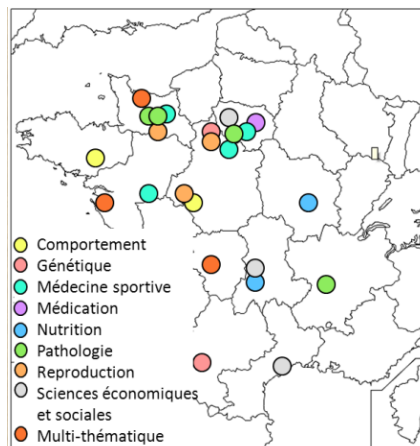 Comportement
Génétique
Médecine sportive
Médication
Nutrition
Pathologie
Reproduction
Sciences économiques
et sociales
Multi-thématique